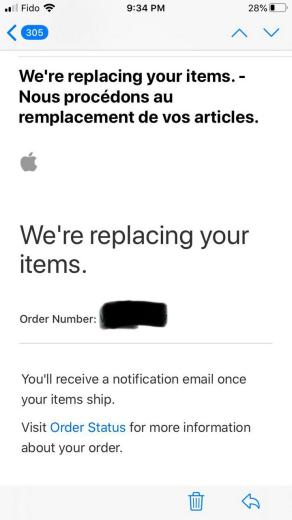 Fido 9:34 PM 28%
305
We're replacing your items. -
Nous procédons au
remplacement de vos articles.
We're replacing your
items.
Order Number:
You'll receive a notification email once
your items ship.
Visit Order Status for more information
about your order.